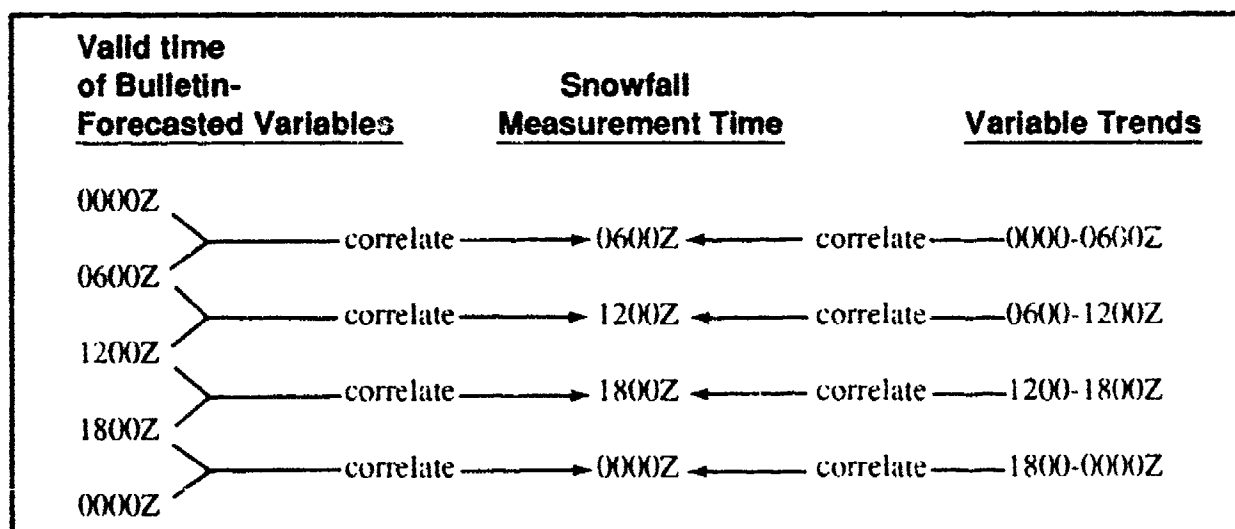 Valid time
of Bulletin-
Forecasted Variables
Snowfall
Measurement Time
Variable Trends
0000Z
correlate 0600Z correlate 0000-0600Z
0600Z
correlate 1200Z correlate 0600-1200Z
1200Z
correlate 1800Z correlate 1200-1800Z
1800Z
correlate 0000Z correlate 1800-0000Z
0000Z